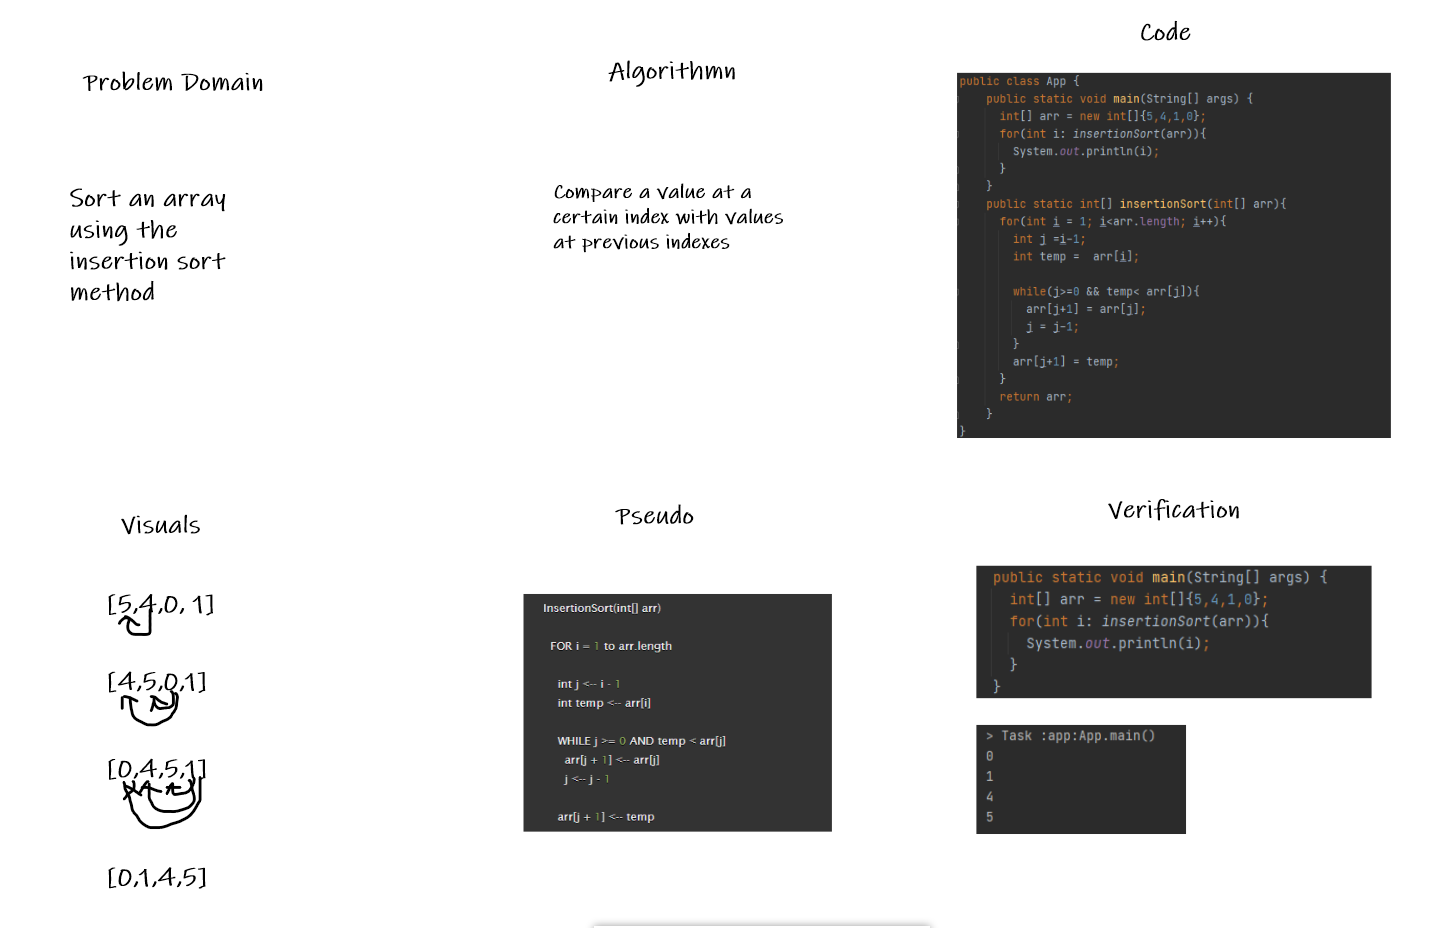 Problem Domain
Sort an array
using the
insertion sort
method
Algorithmn
Compare a value at a
certain index with values
at previous indexes
Code
public class App {
public static void main(String[] args) {
int[] arr = new int[]{5,4,1,0};
for(int i: insertionSort(arr)){
System.out.println(i);
}
}
public static int[] insertionSort(int[] arr){
for(int i = 1; i<arr.length; i++){
int j =i-1;
int temp =  arr[i];
while(j>=0 && temp< arr[j]){
arr[j+1] = arr[j];
j = j-1;
}
arr[j+1] = temp;
}
return arr;
}
}
Visuals
[5,4,0, 1]
[4,5,0,1]
[0,4,5,1]
[0,1,4,5]
Pseudo
InsertionSort(int[] arr)
FOR i = 1 to arr.length
int j <-- i - 1
int temp <-- arr[i]
WHILE j >= 0 AND temp < arr[j]
arr[j + 1] <-- arr[j]
j <-- j - 1
arr[j + 1] <-- temp
Verification
public static void main(String[] args) {
int[] arr = new int[]{5,4,1,0};
for(int i: insertionSort(arr)){
System.out.println(i);
}
}
> Task :app:App.main()
0
1
4
5